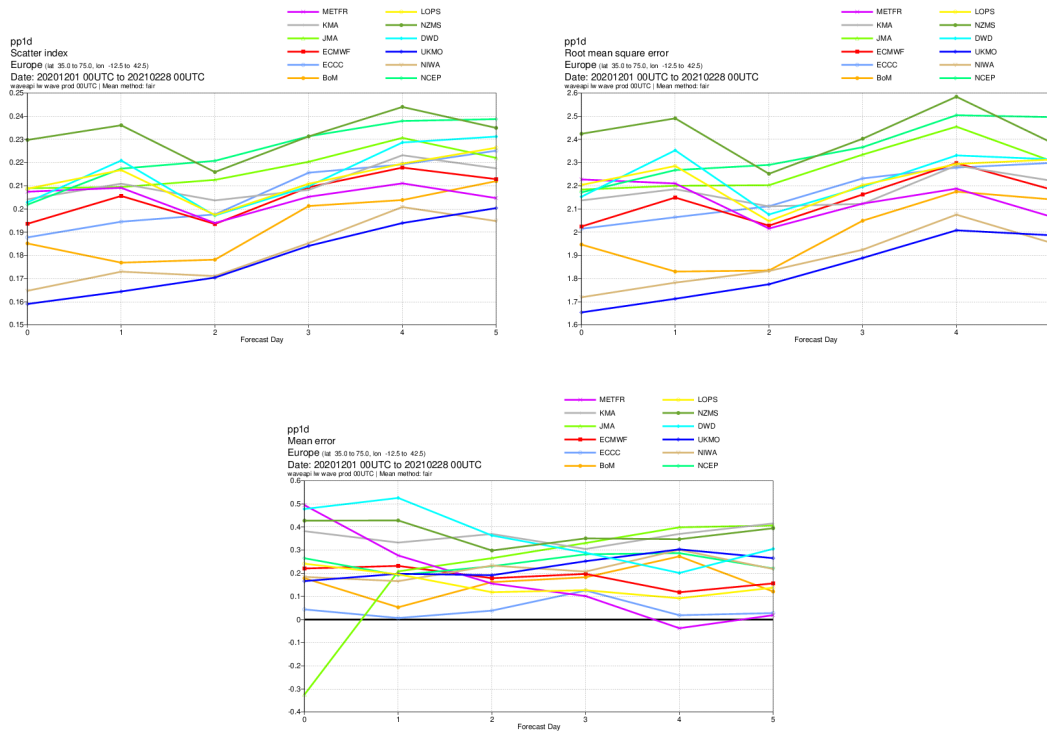 METFR LOPS
KMA NZMS
JMA DWD
ECMWF UKMO
ECCC NIWA
BoM NCEP
pp1d
Scatter index
Europe (lat 35.0 to 75.0, lon -12.5 to 42.5)
Date: 20201201 00UTC to 20210228 00UTC
waveapi lw wave prod 00UTC | Mean method: fair
0.25
0.24
0.23
0.22
0.21
0.2
0.19
0.18
0.17
0.16
0.15
0 1 2 3 4 5
Forecast Day
METFR LOPS
KMA NZMS
JMA DWD
ECMWF UKMO
ECCC NIWA
BoM NCEP
pp1d
Root mean square error
Europe (lat 35.0 to 75.0, lon -12.5 to 42.5)
Date: 20201201 00UTC to 20210228 00UTC
waveapi lw wave prod 00UTC | Mean method: fair
2.6
2.5
2.4
2.3
2.2
2.1
2
1.9
1.8
1.7
1.6
0 1 2 3 4
Forecast Day
METFR LOPS
KMA NZMS
JMA DWD
ECMWF UKMO
ECCC NIWA
BoM NCEP
pp1d
Mean error
Europe (lat 35.0 to 75.0, lon -12.5 to 42.5)
Date: 20201201 00UTC to 20210228 00UTC
waveapi lw wave prod 00UTC | Mean method: fair
0.6
0.5
0.4
0.3
0.2
0.1
0
-0.1
-0.2
-0.3
-0.4
0 1 2 3 4 5
Forecast Day